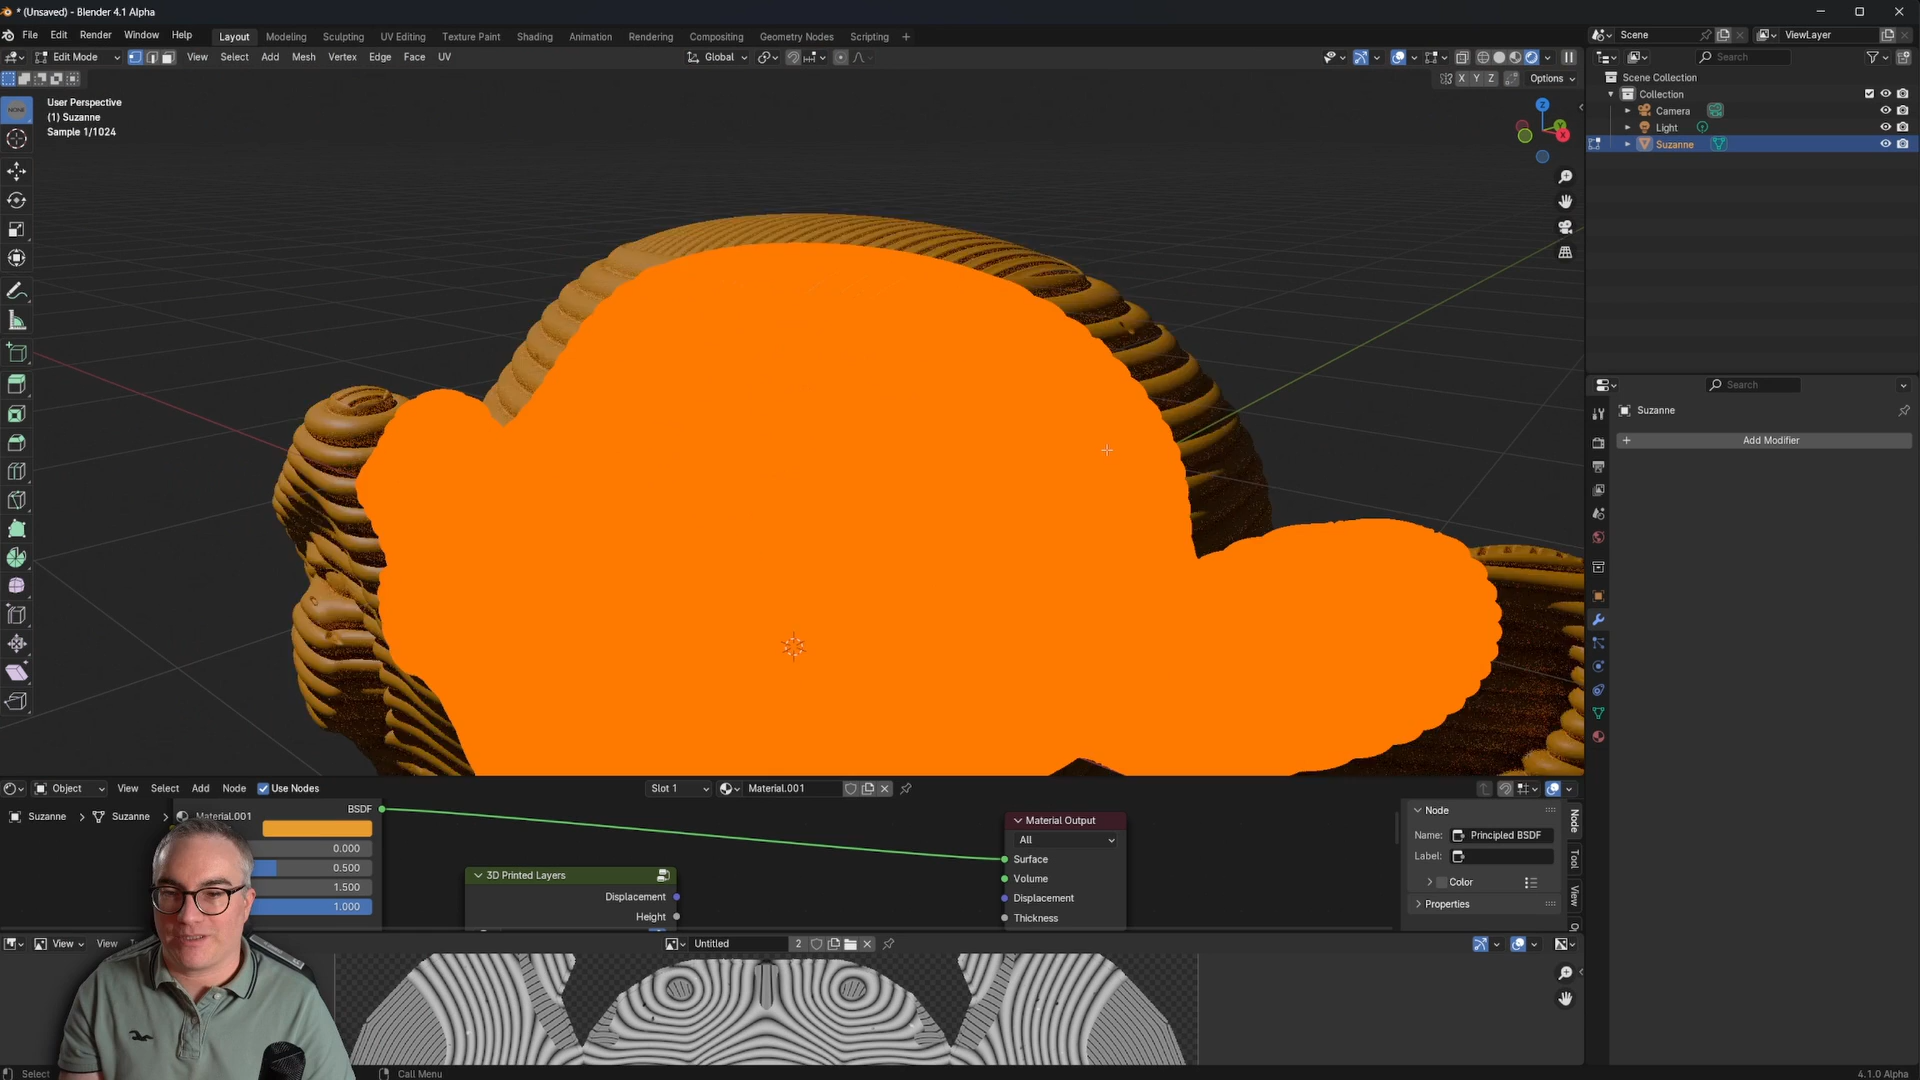 * (Unsaved) - Blender 4.1 Alpha
File Edit Render Window Help
Layout Modeling Sculpting UV Editing Texture Paint Shading Animation Rendering Compositing Geometry Nodes Scripting +
Scene
ViewLayer
Edit Mode
View Select Add Mesh Vertex Edge Face UV
Global
Search
X Y Z
Options
User Perspective
(1) Suzanne
Sample 1/1024
Z
Y
X
Scene Collection
Collection
Camera
Light
Suzanne
Search
Suzanne
Add Modifier
Object
View Select Add Node
Use Nodes
Slot 1
Material.001
Suzanne
Suzanne
Material.001
BSDF
0.000
0.500
1.500
1.000
3D Printed Layers
Displacement
Height
Material Output
All
Surface
Volume
Displacement
Thickness
Node
Name:
Principled BSDF
Label:
Color
Properties
Node
Tool
View
View
View
Untitled
2
Select
Call Menu
4.1.0 Alpha